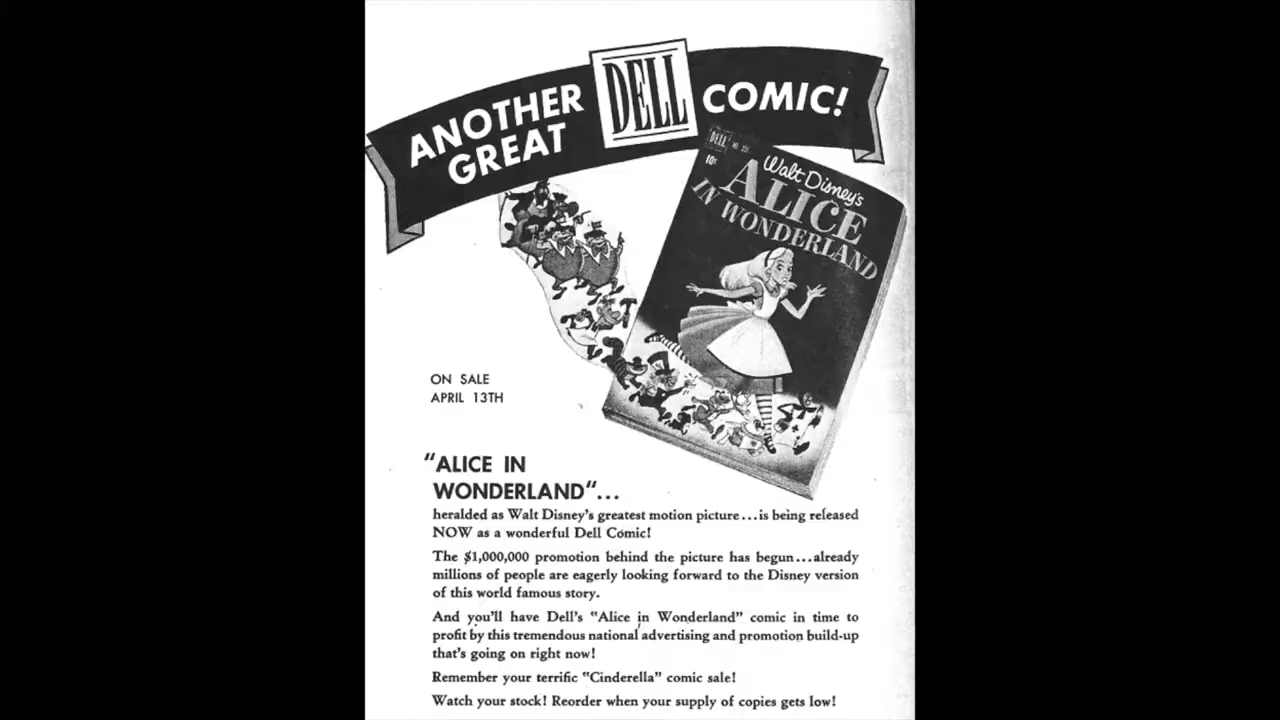 ANOTHER
GREAT
DELL
COMIC!
DELL
10¢
Walt Disney's
ALICE
IN WONDERLAND
ON SALE
APRIL 13TH
"ALICE IN
WONDERLAND"...
heralded as Walt Disney's greatest motion picture...is being released
NOW as a wonderful Dell Comic!
The $1,000,000 promotion behind the picture has begun...already
millions of people are eagerly looking forward to the Disney version
of this world famous story.
And you'll have Dell's "Alice in Wonderland" comic in time to
profit by this tremendous national advertising and promotion build-up
that's going on right now!
Remember your terrific "Cinderella" comic sale!
Watch your stock! Reorder when your supply of copies gets low!